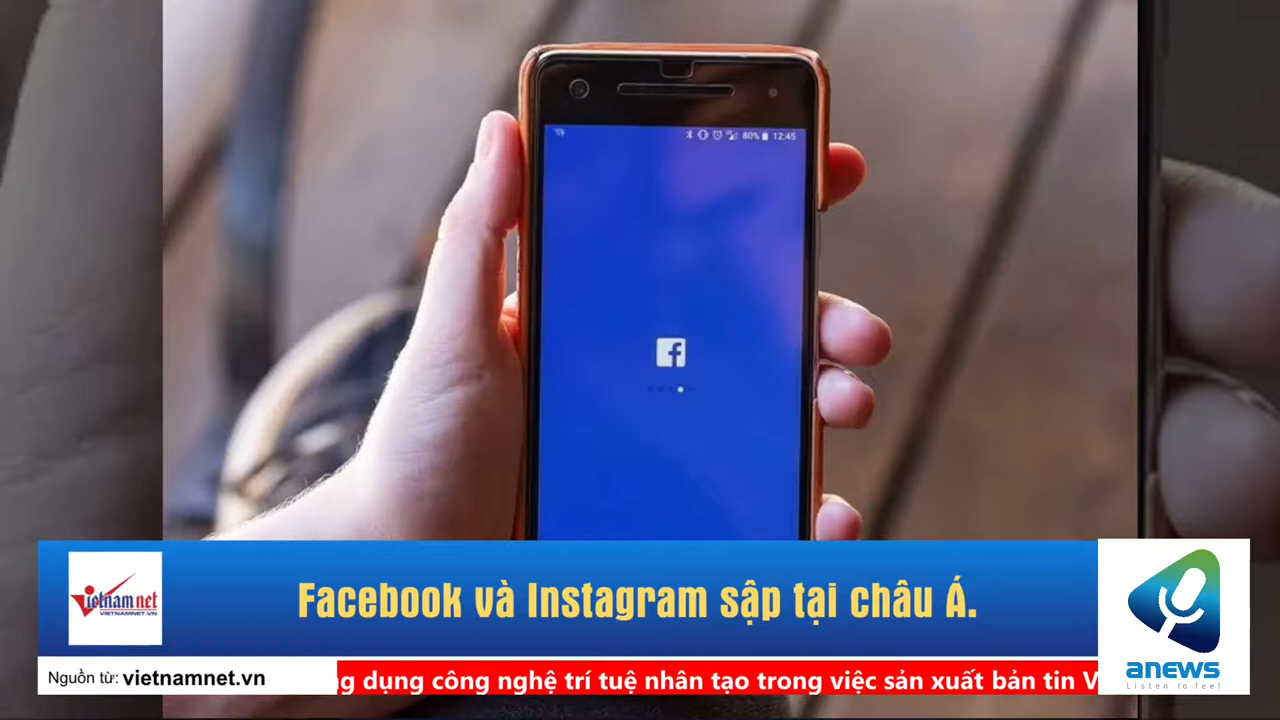 80% 12:45
Facebook và Instagram sập tại châu Á.
Vietnamnet
VIETNAMNET.VN
Nguồn từ: vietnamnet.vn
dụng công nghệ trí tuệ nhân tạo trong việc sản xuất bản tin
anews
Listen to feel